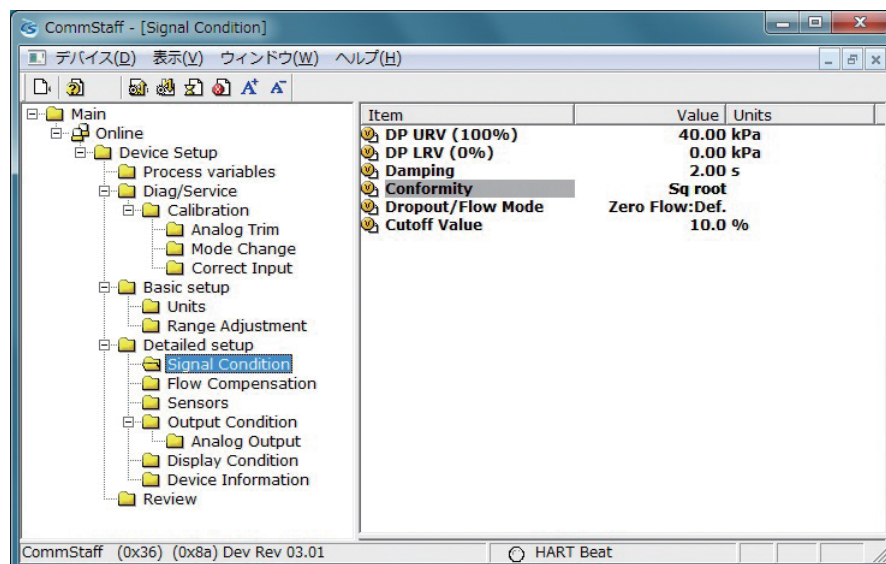 CommStaff - [Signal Condition]
デバイス(D) 表示(V) ウィンドウ(W) ヘルプ(H)
Main
Online
Device Setup
Process variables
Diag/Service
Calibration
Analog Trim
Mode Change
Correct Input
Basic setup
Units
Range Adjustment
Detailed setup
Signal Condition
Flow Compensation
Sensors
Output Condition
Analog Output
Display Condition
Device Information
Review
Item Value Units
DP URV (100%) 40.00 kPa
DP LRV (0%) 0.00 kPa
Damping 2.00 s
Conformity Sq root
Dropout/Flow Mode Zero Flow:Def.
Cutoff Value 10.0 %
CommStaff (0x36) (0x8a) Dev Rev 03.01 HART Beat